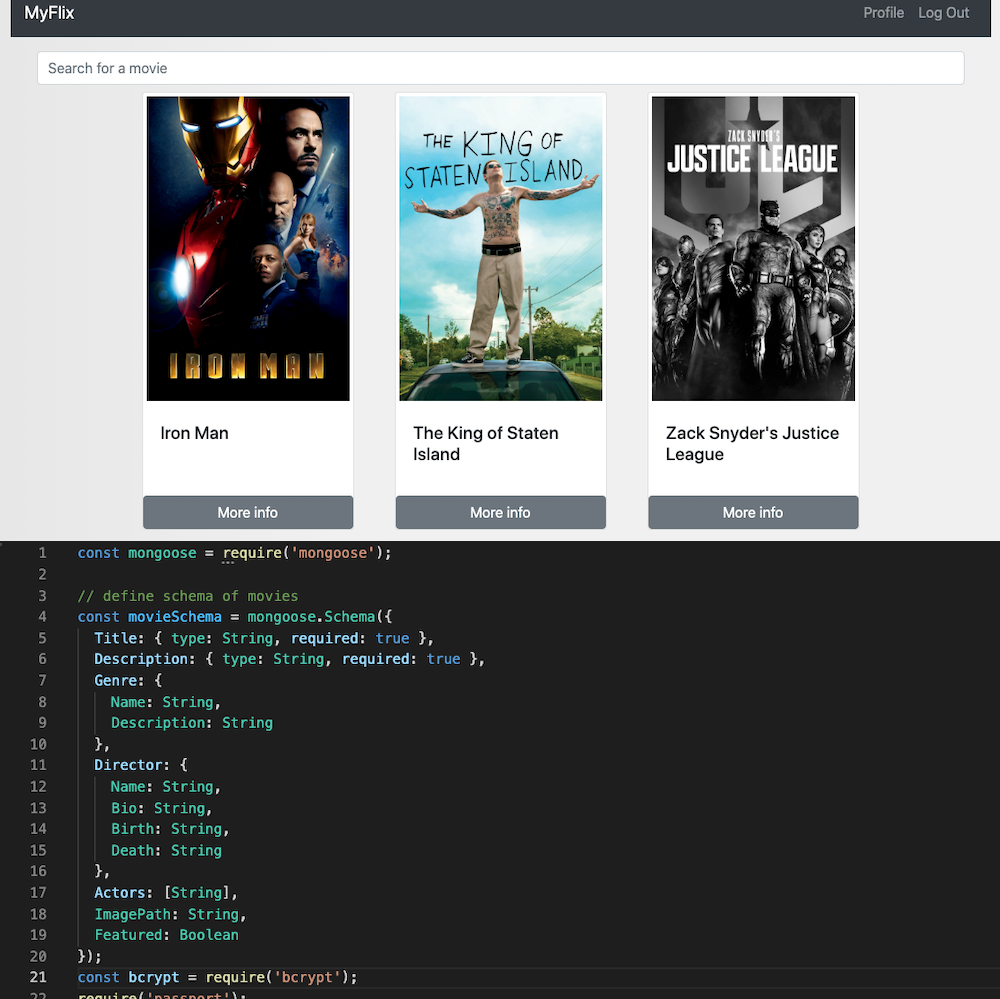 MyFlix Profile Log Out
Search for a movie
IRON MAN
THE KING OF
STATEN ISLAND
ZACK SNYDER'S
JUSTICE LEAGUE
Iron Man
The King of Staten
Island
Zack Snyder's Justice
League
More info
More info
More info
1 const mongoose = require('mongoose');
2
3 // define schema of movies
4 const movieSchema = mongoose.Schema({
5 Title: { type: String, required: true },
6 Description: { type: String, required: true },
7 Genre: {
8 Name: String,
9 Description: String
10 },
11 Director: {
12 Name: String,
13 Bio: String,
14 Birth: String,
15 Death: String
16 },
17 Actors: [String],
18 ImagePath: String,
19 Featured: Boolean
20 });
21 const bcrypt = require('bcrypt');
22 require('passport');